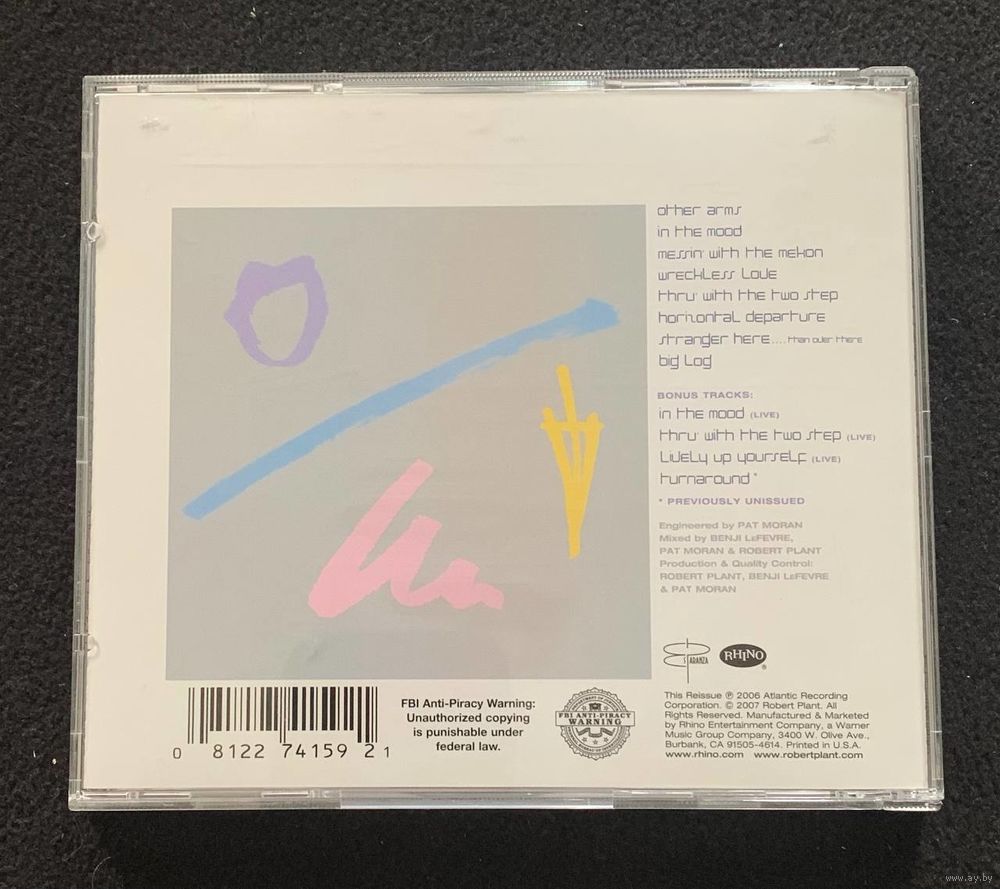 other arms
in the mood
messin' with the mekon
wreckless love
thru' with the two step
horizontal departure
stranger here.... than over there
big log
BONUS TRACKS:
in the mood (LIVE)
thru' with the two step (LIVE)
lively up yourself (LIVE)
turnaround *
* PREVIOUSLY UNISSUED
Engineered by PAT MORAN
Mixed by BENJI LeFEVRE,
PAT MORAN & ROBERT PLANT
Production & Quality Control:
ROBERT PLANT, BENJI LeFEVRE
& PAT MORAN
ES PARANZA
RHINO ®
This Reissue ℗ 2006 Atlantic Recording
Corporation. © 2007 Robert Plant. All
Rights Reserved. Manufactured & Marketed
by Rhino Entertainment Company, a Warner
Music Group Company, 3400 W. Olive Ave.,
Burbank, CA 91505-4614. Printed in U.S.A.
www.rhino.com www.robertplant.com
FBI Anti-Piracy Warning:
Unauthorized copying
is punishable under
federal law.
FBI ANTI-PIRACY
WARNING
0 8122 74159 2 1
www.ay.by